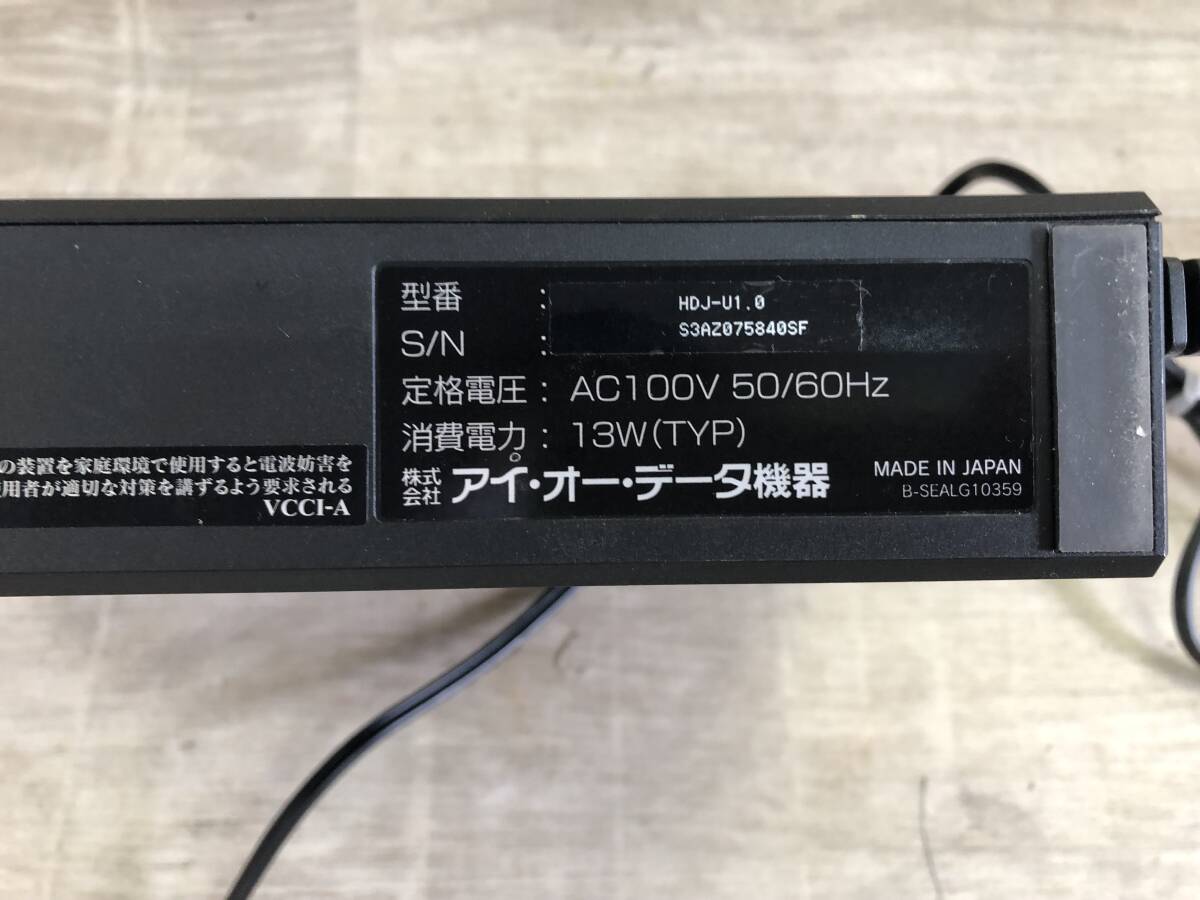 型番 : HDJ-U1.0
S/N : S3AZ075840SF
定格電圧 : AC100V 50/60Hz
消費電力 : 13W(TYP)
株式会社 アイ・オー・データ機器
MADE IN JAPAN
B-SEALG10359
の装置を家庭環境で使用すると電波妨害を
使用者が適切な対策を講ずるよう要求される
VCCI-A